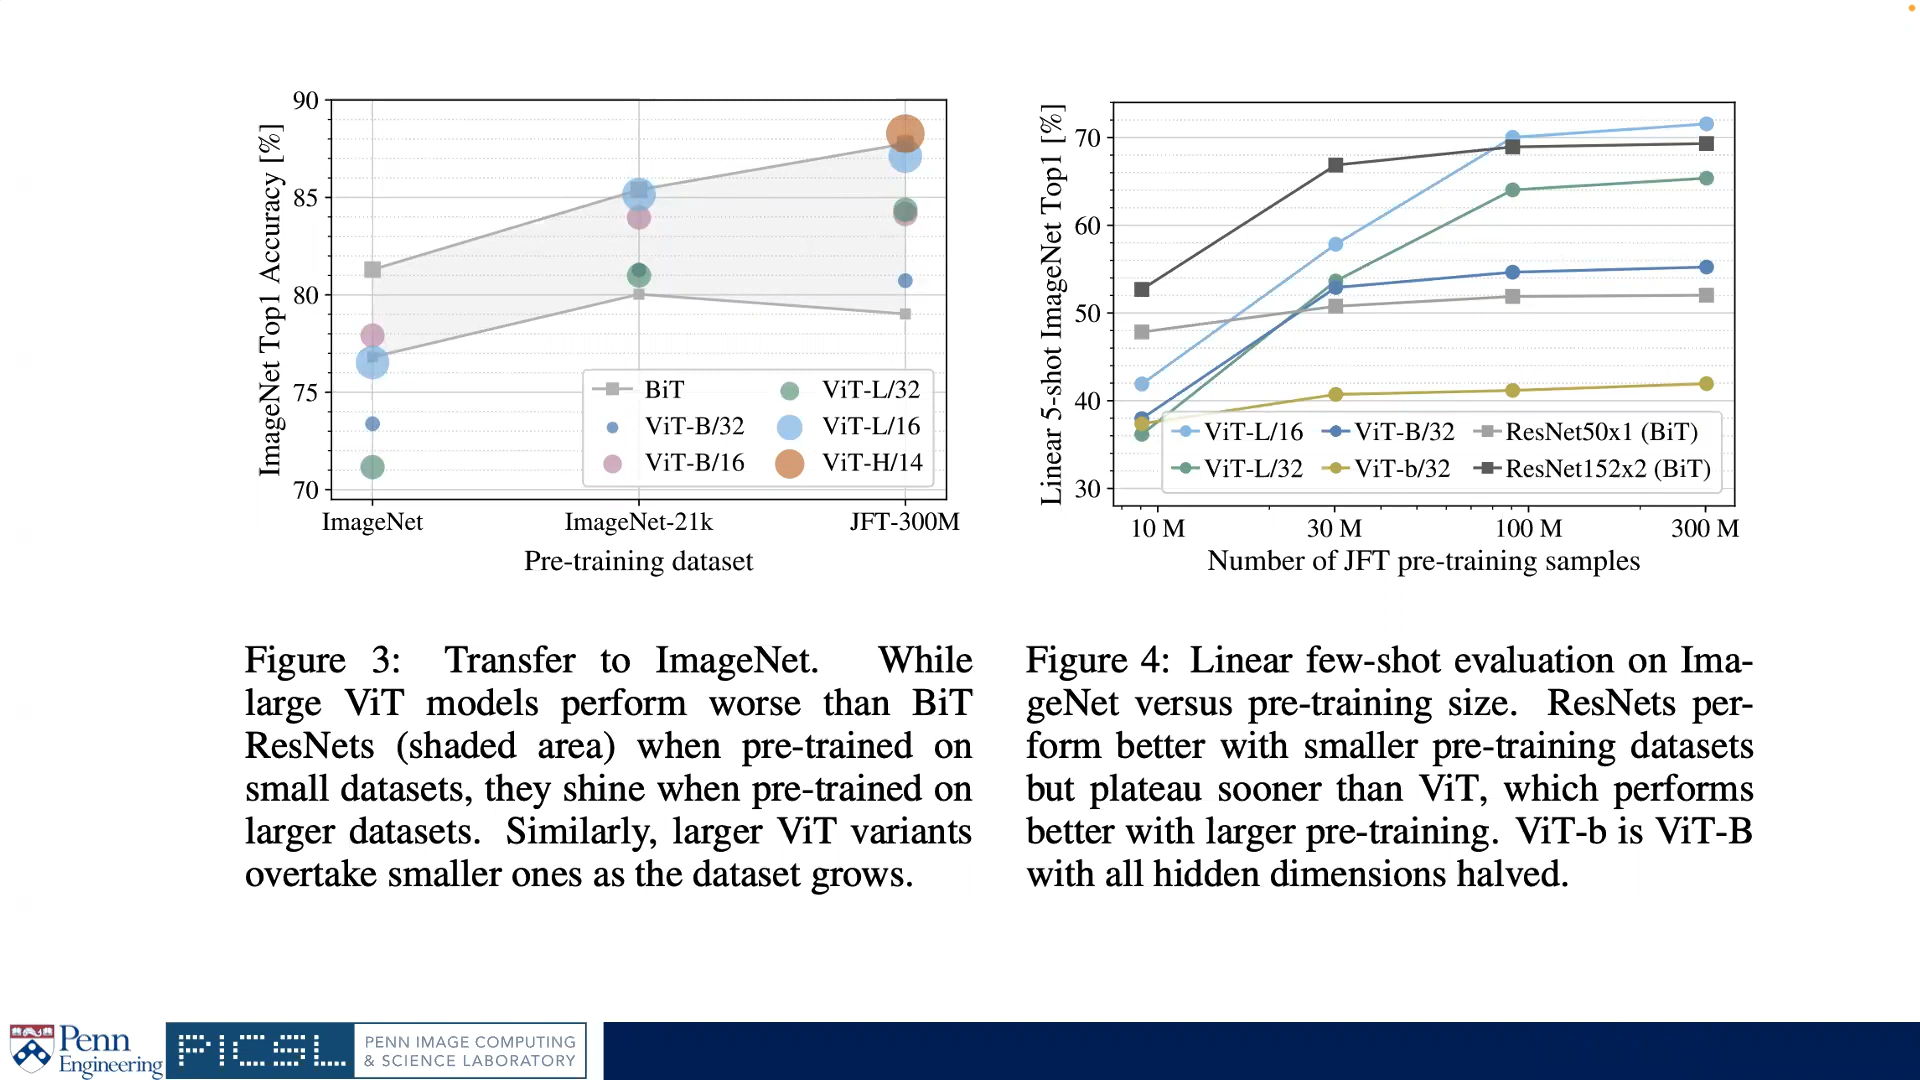 90
85
80
75
70
ImageNet Top1 Accuracy [%]
BiT
ViT-B/32
ViT-B/16
ViT-L/32
ViT-L/16
ViT-H/14
ImageNet
ImageNet-21k
JFT-300M
Pre-training dataset
70
60
50
40
30
Linear 5-shot ImageNet Top1 [%]
ViT-L/16
ViT-L/32
ViT-B/32
ViT-b/32
ResNet50x1 (BiT)
ResNet152x2 (BiT)
10 M
30 M
100 M
300 M
Number of JFT pre-training samples
Figure 3: Transfer to ImageNet. While
large ViT models perform worse than BiT
ResNets (shaded area) when pre-trained on
small datasets, they shine when pre-trained on
larger datasets. Similarly, larger ViT variants
overtake smaller ones as the dataset grows.
Figure 4: Linear few-shot evaluation on Ima-
geNet versus pre-training size. ResNets per-
form better with smaller pre-training datasets
but plateau sooner than ViT, which performs
better with larger pre-training. ViT-b is ViT-B
with all hidden dimensions halved.
Penn
Engineering
PICSL
PENN IMAGE COMPUTING
& SCIENCE LABORATORY